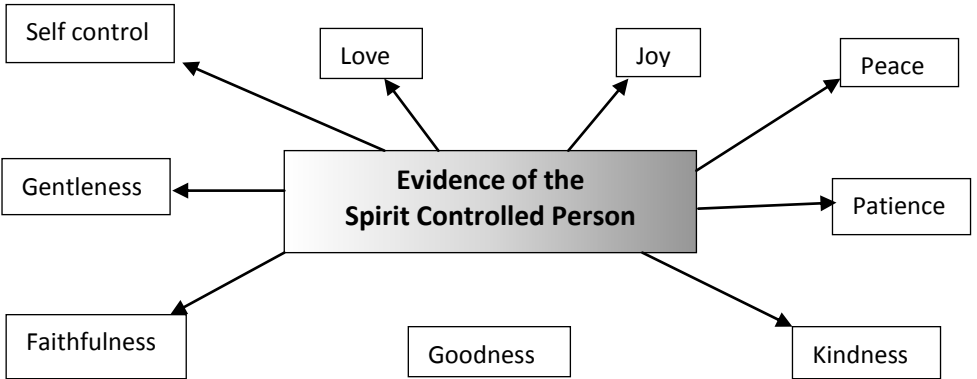 Self control
Love
Joy
Peace
Gentleness
Evidence of the
Spirit Controlled Person
Patience
Faithfulness
Goodness
Kindness